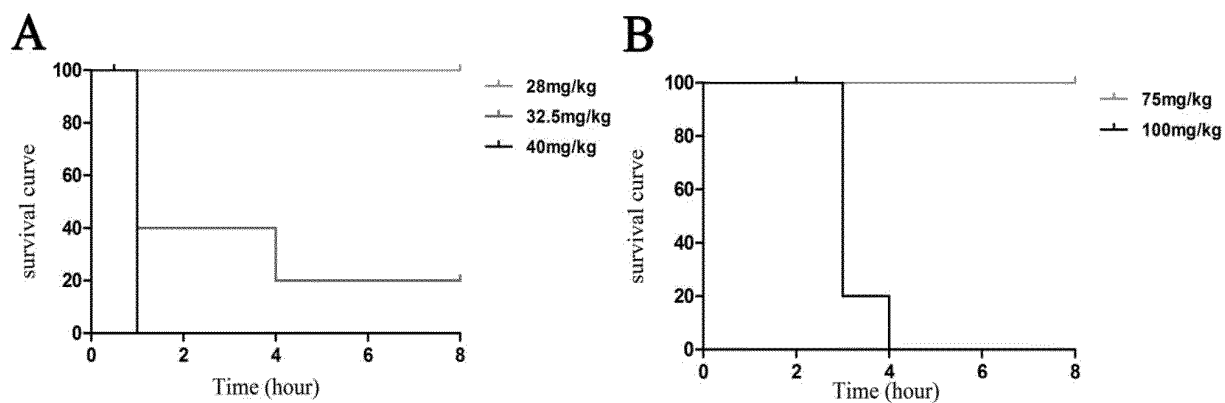 A
survival curve
100
80
60
40
20
0
0 2 4 6 8
Time (hour)
28mg/kg
32.5mg/kg
40mg/kg
B
survival curve
100
80
60
40
20
0
0 2 4 6 8
Time (hour)
75mg/kg
100mg/kg